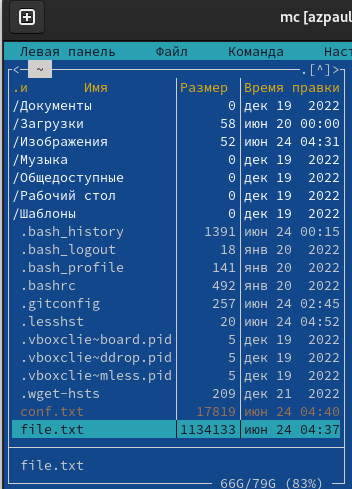 mc [azpaul
Левая панель Файл Команда Наст
<─ ~ .[^]>
.и Имя Размер Время правки
/Документы 0 дек 19 2022
/Загрузки 58 июн 20 00:00
/Изображения 52 июн 24 04:31
/Музыка 0 дек 19 2022
/Общедоступные 0 дек 19 2022
/Рабочий стол 0 дек 19 2022
/Шаблоны 0 дек 19 2022
.bash_history 1391 июн 24 00:15
.bash_logout 18 янв 20 2022
.bash_profile 141 янв 20 2022
.bashrc 492 янв 20 2022
.gitconfig 257 июн 24 02:45
.lesshst 20 июн 24 04:52
.vboxclie~board.pid 5 дек 19 2022
.vboxclie~ddrop.pid 5 дек 19 2022
.vboxclie~mless.pid 5 дек 19 2022
.wget-hsts 209 дек 21 2022
conf.txt 17819 июн 24 04:40
file.txt 1134133 июн 24 04:37
file.txt
66G/79G (83%)